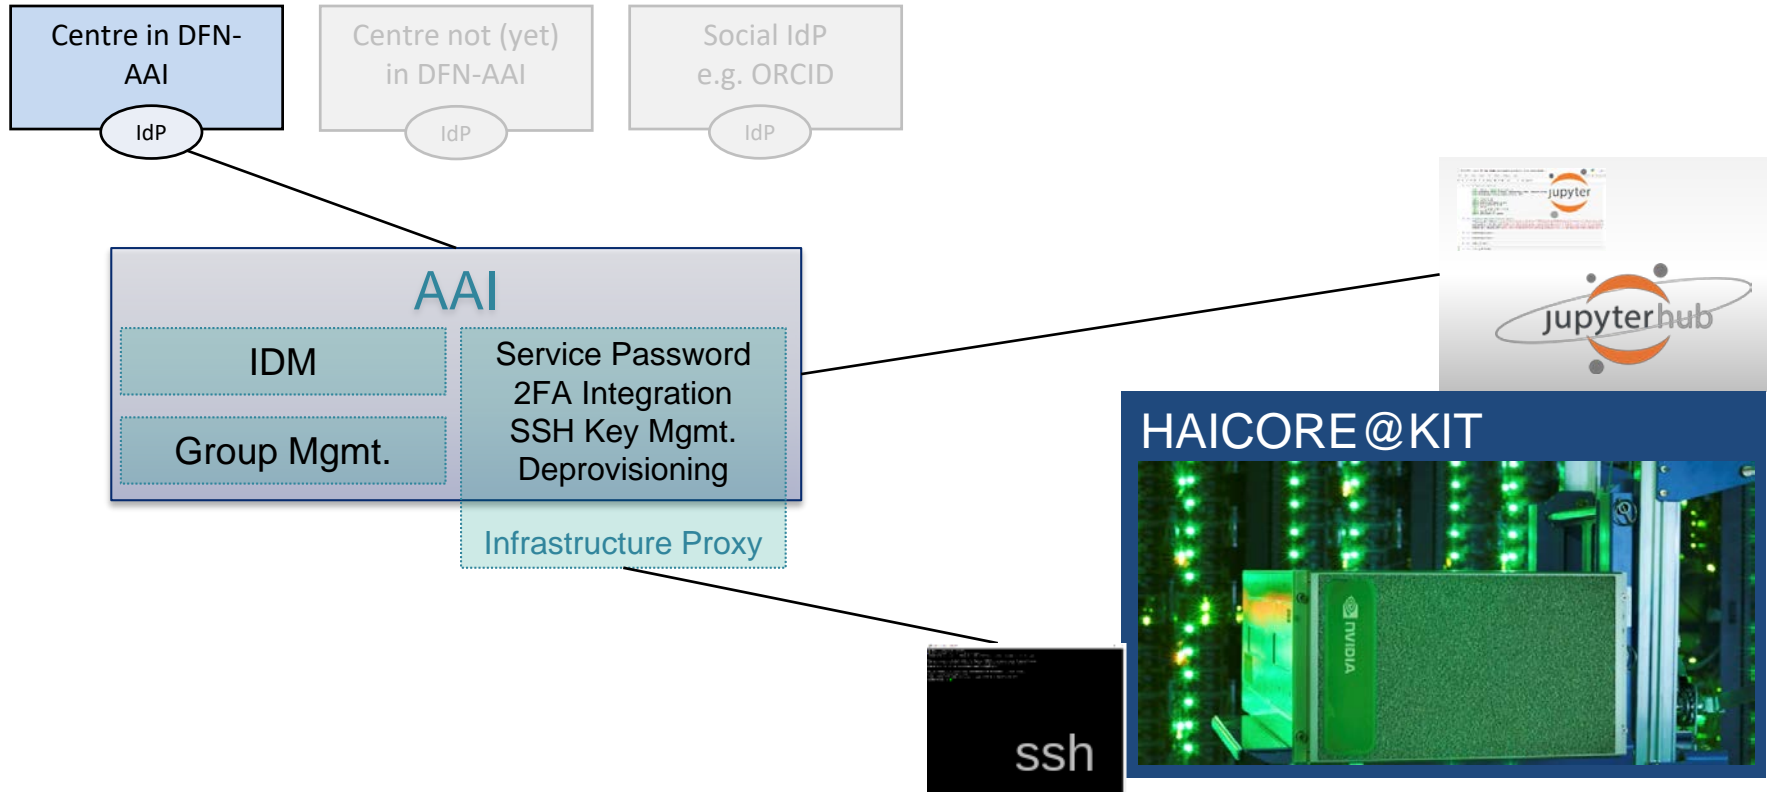 Centre in DFN-
AAI
IdP
Centre not (yet)
in DFN-AAI
IdP
Social IdP
e.g. ORCID
IdP
AAI
IDM
Group Mgmt.
Service Password
2FA Integration
SSH Key Mgmt.
Deprovisioning
Infrastructure Proxy
jupyter
jupyterhub
HAICORE@KIT
NVIDIA
ssh